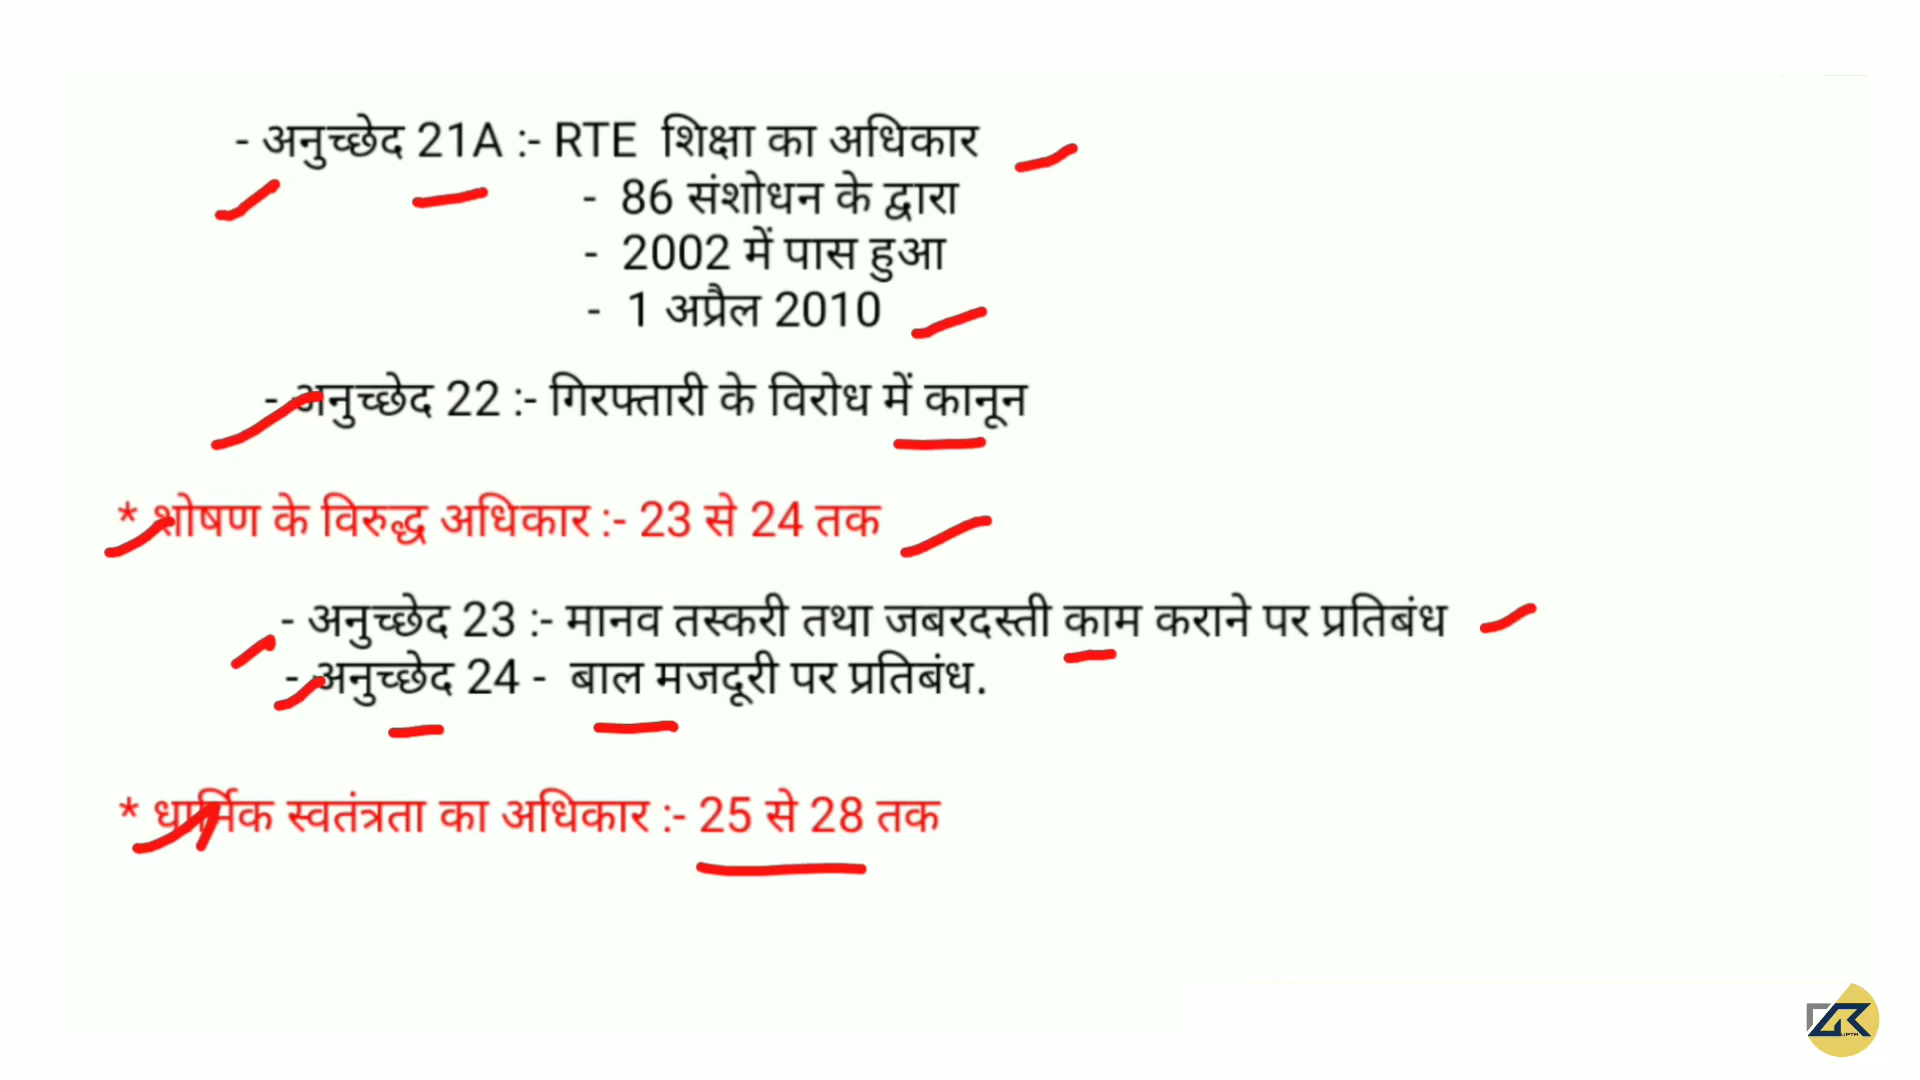 - अनुच्छेद 21A :- RTE शिक्षा का अधिकार
- 86 संशोधन के द्वारा
- 2002 में पास हुआ
- 1 अप्रैल 2010
- अनुच्छेद 22 :- गिरफ्तारी के विरोध में कानून
* शोषण के विरुद्ध अधिकार :- 23 से 24 तक
- अनुच्छेद 23 :- मानव तस्करी तथा जबरदस्ती काम कराने पर प्रतिबंध
- अनुच्छेद 24 - बाल मजदूरी पर प्रतिबंध.
* धार्मिक स्वतंत्रता का अधिकार :- 25 से 28 तक